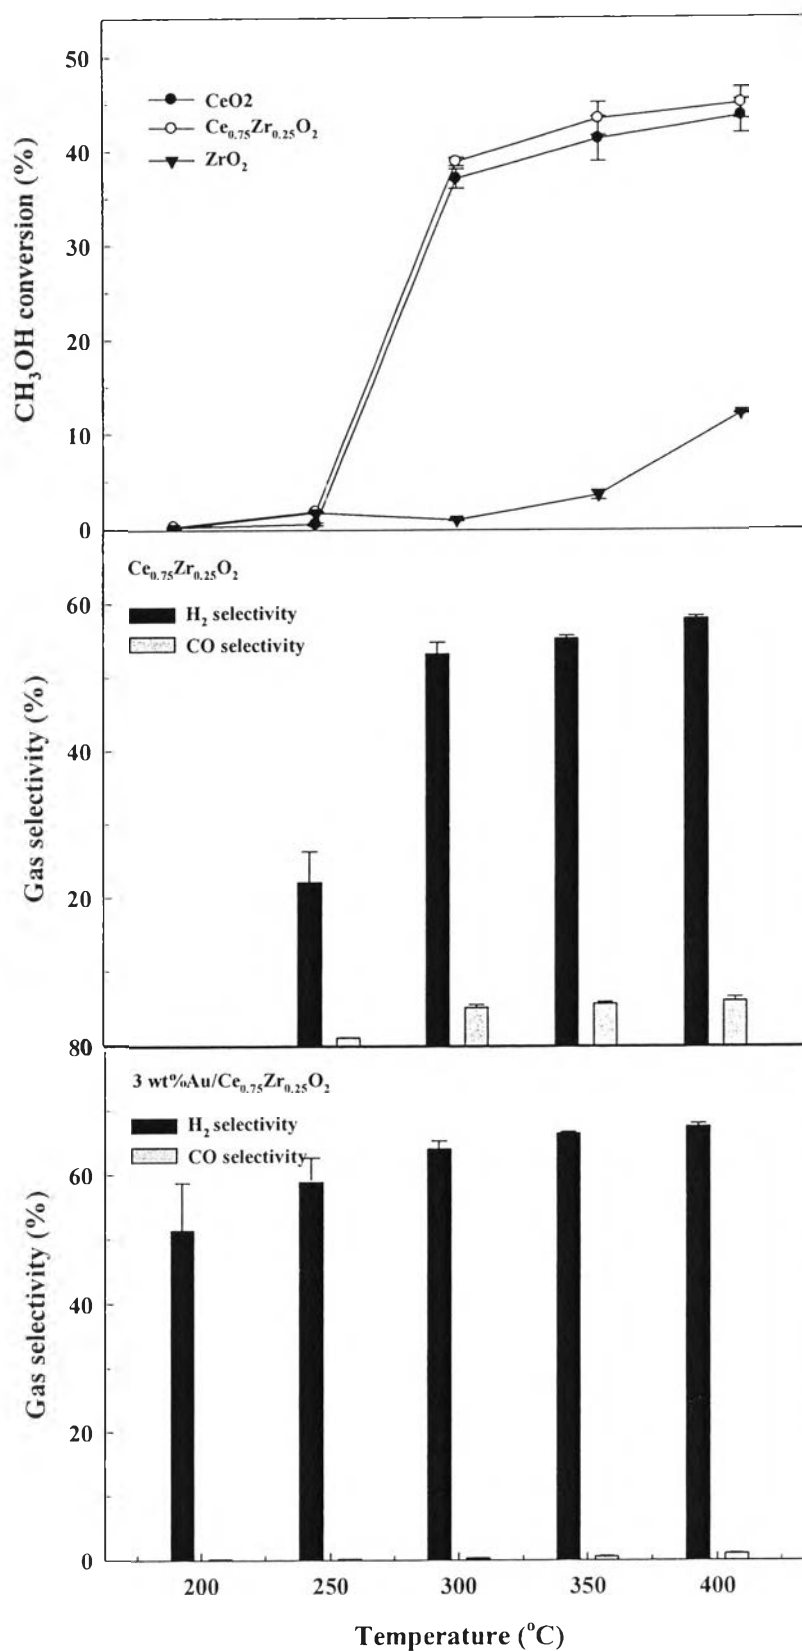 50
CeO2
Ce0.75Zr0.25O2
ZrO2
40
30
20
10
0
CH3OH conversion (%)
Ce0.75Zr0.25O2
H2 selectivity
CO selectivity
60
40
20
80
Gas selectivity (%)
3 wt%Au/Ce0.75Zr0.25O2
H2 selectivity
CO selectivity
60
40
20
0
Gas selectivity (%)
200 250 300 350 400
Temperature (oC)